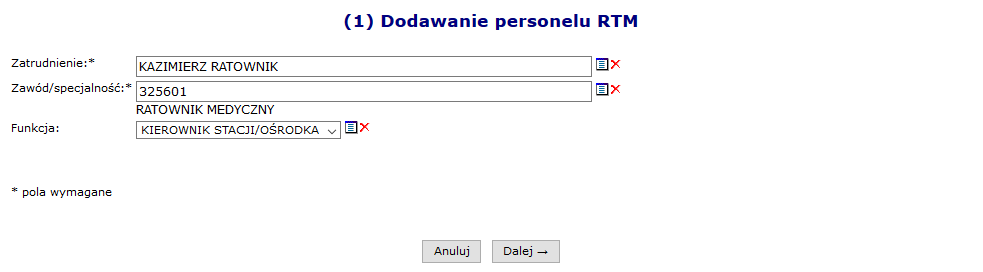 (1) Dodawanie personelu RTM
Zatrudnienie:* KAZIMIERZ RATOWNIK
Zawód/specjalność:* 325601
RATOWNIK MEDYCZNY
Funkcja: KIEROWNIK STACJI/OŚRODKA
* pola wymagane
Anuluj Dalej →